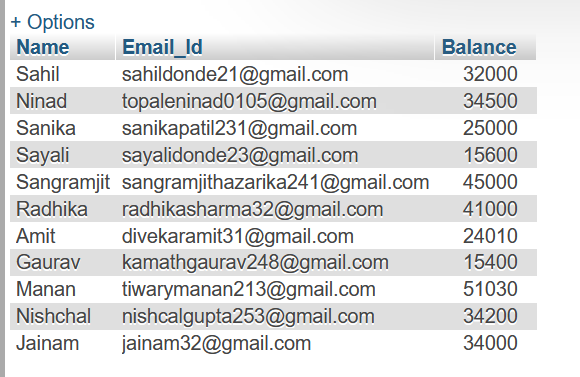 + Options
Name Email_Id Balance
Sahil sahildonde21@gmail.com 32000
Ninad topaleninad0105@gmail.com 34500
Sanika sanikapatil231@gmail.com 25000
Sayali sayalidonde23@gmail.com 15600
Sangramjit sangramjithazarika241@gmail.com 45000
Radhika radhikasharma32@gmail.com 41000
Amit divekaramit31@gmail.com 24010
Gaurav kamathgaurav248@gmail.com 15400
Manan tiwarymanan213@gmail.com 51030
Nishchal nishcalgupta253@gmail.com 34200
Jainam jainam32@gmail.com 34000